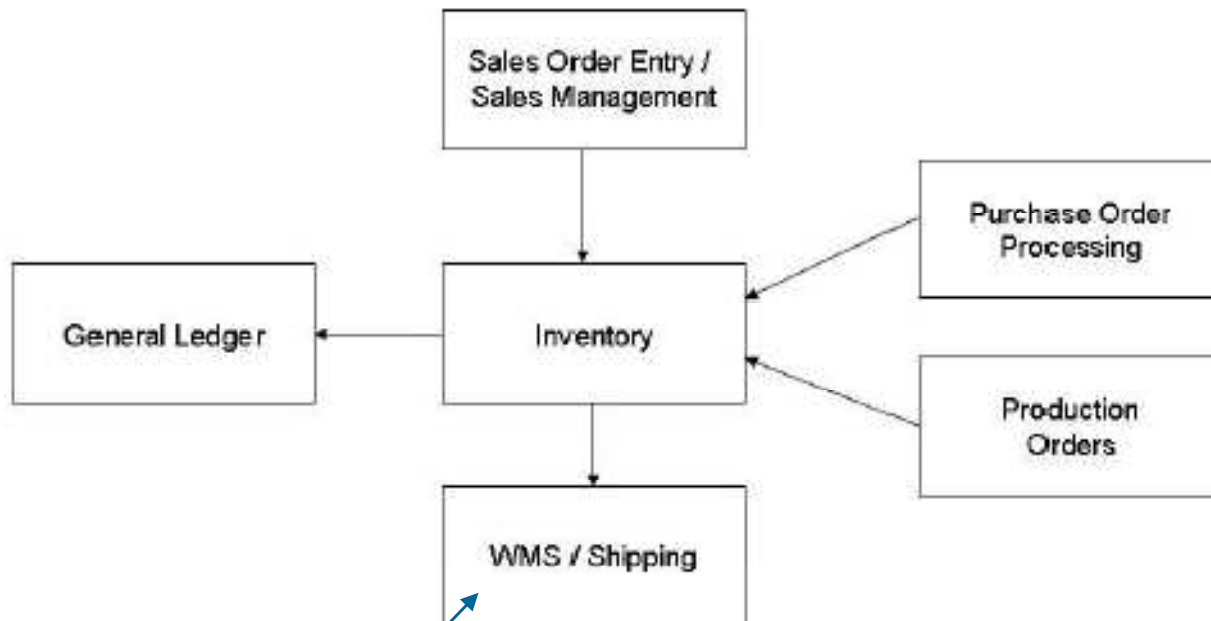 Sales Order Entry /
Sales Management
Purchase Order
Processing
General Ledger
Inventory
Production
Orders
WMS / Shipping